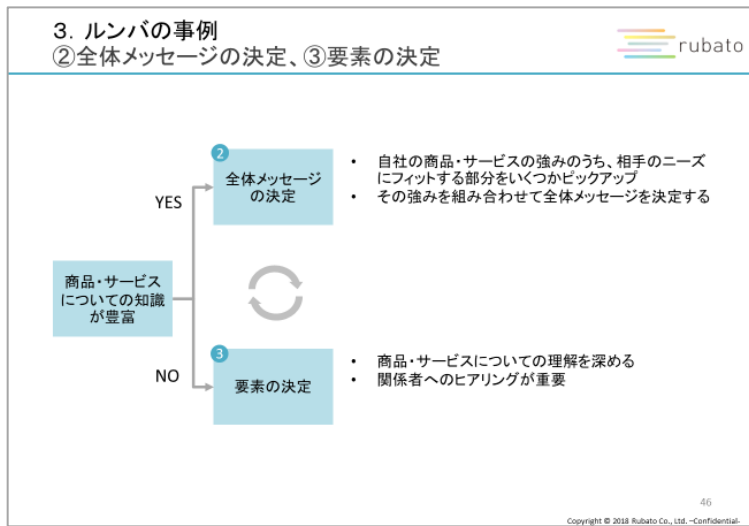 3. ルンバの事例
②全体メッセージの決定、③要素の決定
rubato
2
全体メッセージ
の決定
• 自社の商品・サービスの強みのうち、相手のニーズ
にフィットする部分をいくつかピックアップ
• その強みを組み合わせて全体メッセージを決定する
YES
商品・サービス
についての知識
が豊富
NO
3
要素の決定
• 商品・サービスについての理解を深める
• 関係者へのヒアリングが重要
46
Copyright © 2018 Rubato Co., Ltd. –Confidential-